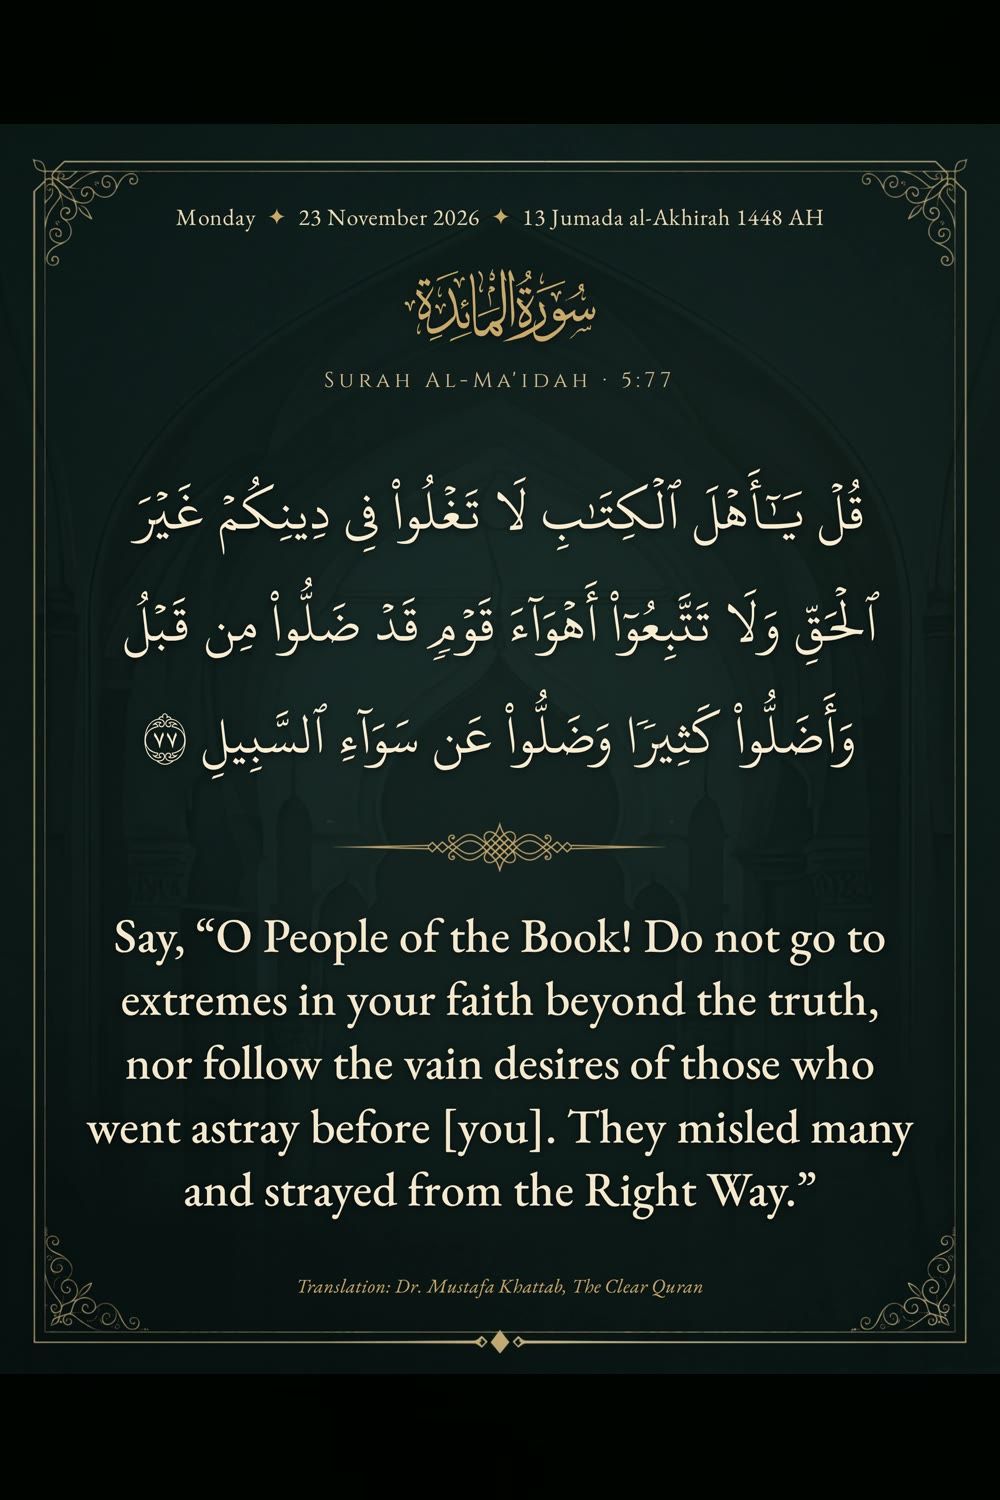 Monday ✦ 23 November 2026 ✦ 13 Jumada al-Akhirah 1448 AH
سُورَةُ المَائِدَةِ
SURAH AL-MA'IDAH · 5:77
قُلْ يَـٰٓأَهْلَ ٱلْكِتَـٰبِ لَا تَغْلُوا۟ فِى دِينِكُمْ غَيْرَ
ٱلْحَقِّ وَلَا تَتَّبِعُوٓا۟ أَهْوَآءَ قَوْمٍ قَدْ ضَلُّوا۟ مِن قَبْلُ
وَأَضَلُّوا۟ كَثِيرًا وَضَلُّوا۟ عَن سَوَآءِ ٱلسَّبِيلِ ٧٧
Say, “O People of the Book! Do not go to
extremes in your faith beyond the truth,
nor follow the vain desires of those who
went astray before [you]. They misled many
and strayed from the Right Way.”
Translation: Dr. Mustafa Khattab, The Clear Quran